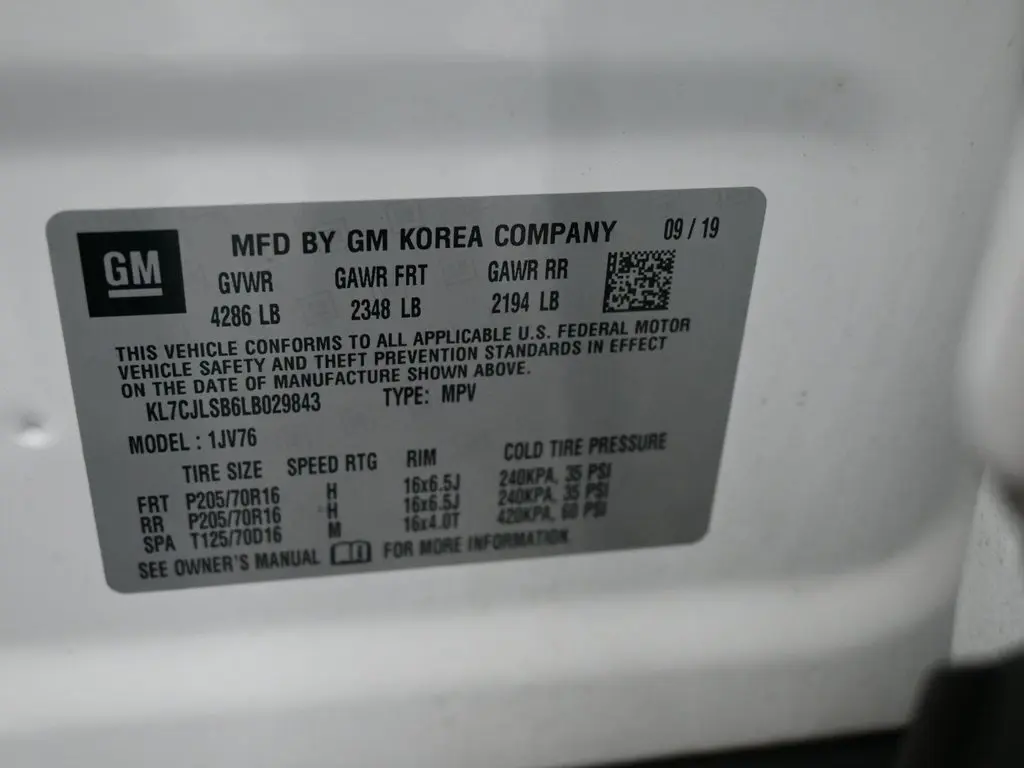 GM
MFD BY GM KOREA COMPANY 09 / 19
GVWR GAWR FRT GAWR RR
4286 LB 2348 LB 2194 LB
THIS VEHICLE CONFORMS TO ALL APPLICABLE U.S. FEDERAL MOTOR
VEHICLE SAFETY AND THEFT PREVENTION STANDARDS IN EFFECT
ON THE DATE OF MANUFACTURE SHOWN ABOVE.
KL7CJLSB6LB029843 TYPE: MPV
MODEL : 1JV76
TIRE SIZE SPEED RTG RIM COLD TIRE PRESSURE
FRT P205/70R16 H 16x6.5J 240KPA, 35 PSI
RR P205/70R16 H 16x6.5J 240KPA, 35 PSI
SPA T125/70D16 M 16x4.0T 420KPA, 60 PSI
SEE OWNER'S MANUAL FOR MORE INFORMATION